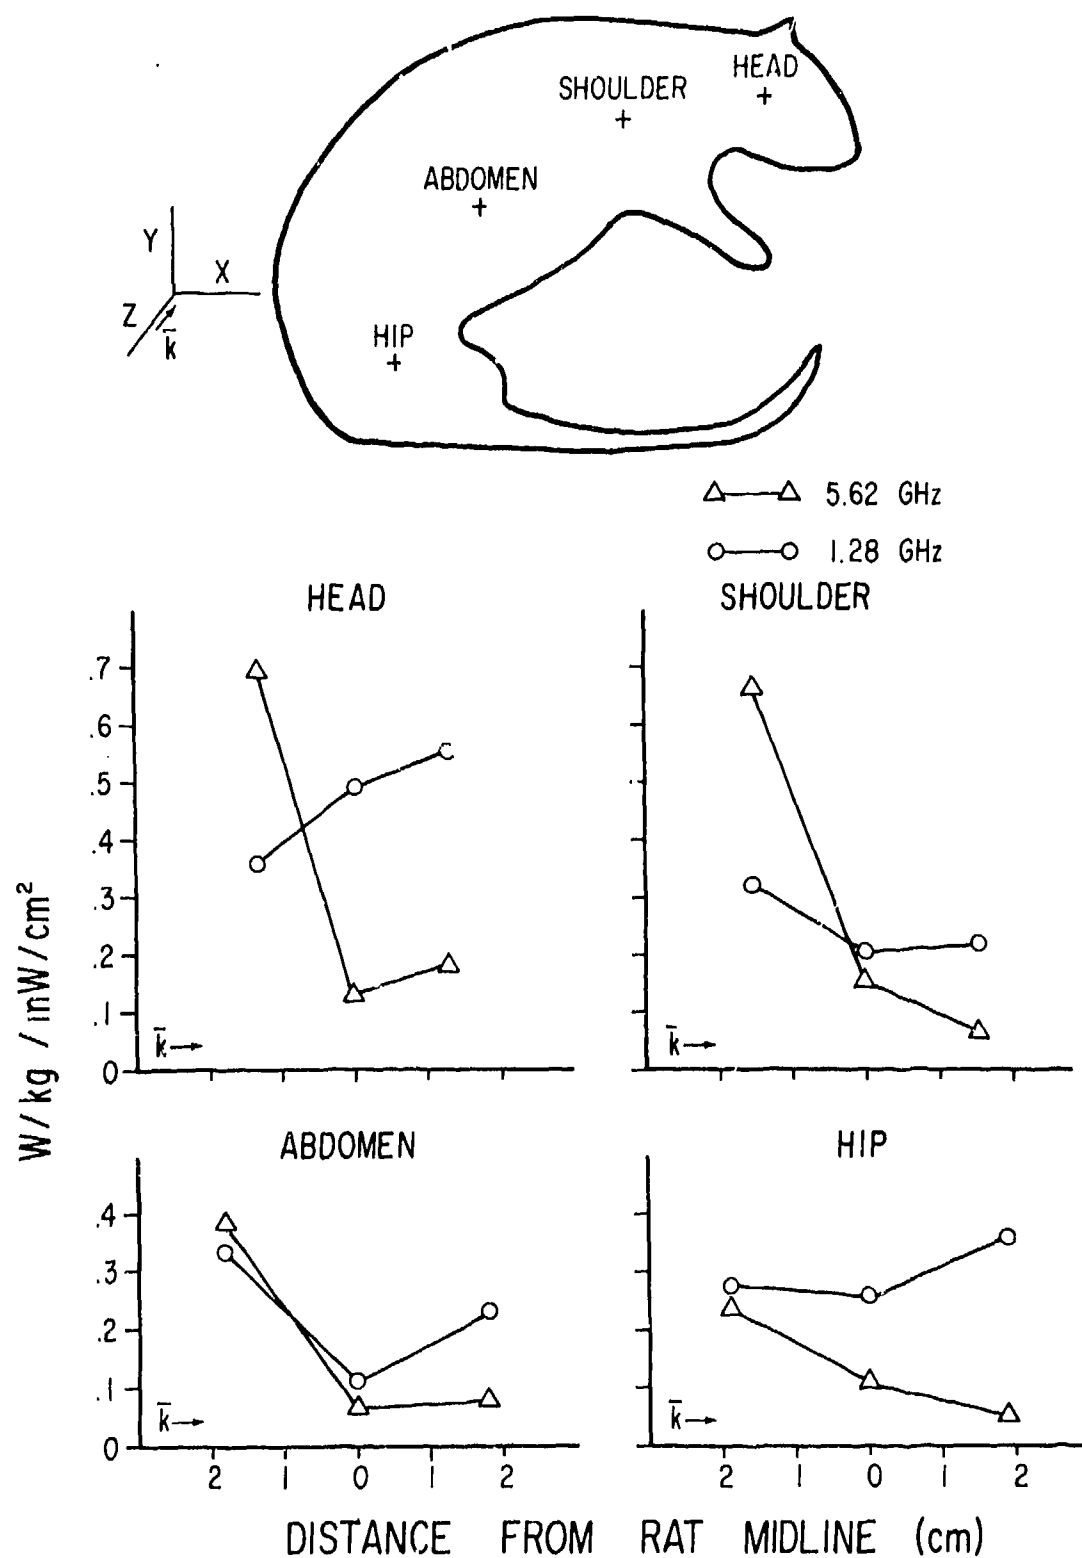 HEAD
SHOULDER
ABDOMEN
Y
X
Z
k̄
HIP
5.62 GHz
1.28 GHz
HEAD
SHOULDER
.7
.6
.5
.4
.3
.2
.1
0
k̄
k̄
W/kg/mW/cm²
ABDOMEN
HIP
.4
.3
.2
.1
0
k̄
k̄
2 1 0 1 2
2 1 0 1 2
DISTANCE FROM RAT MIDLINE (cm)